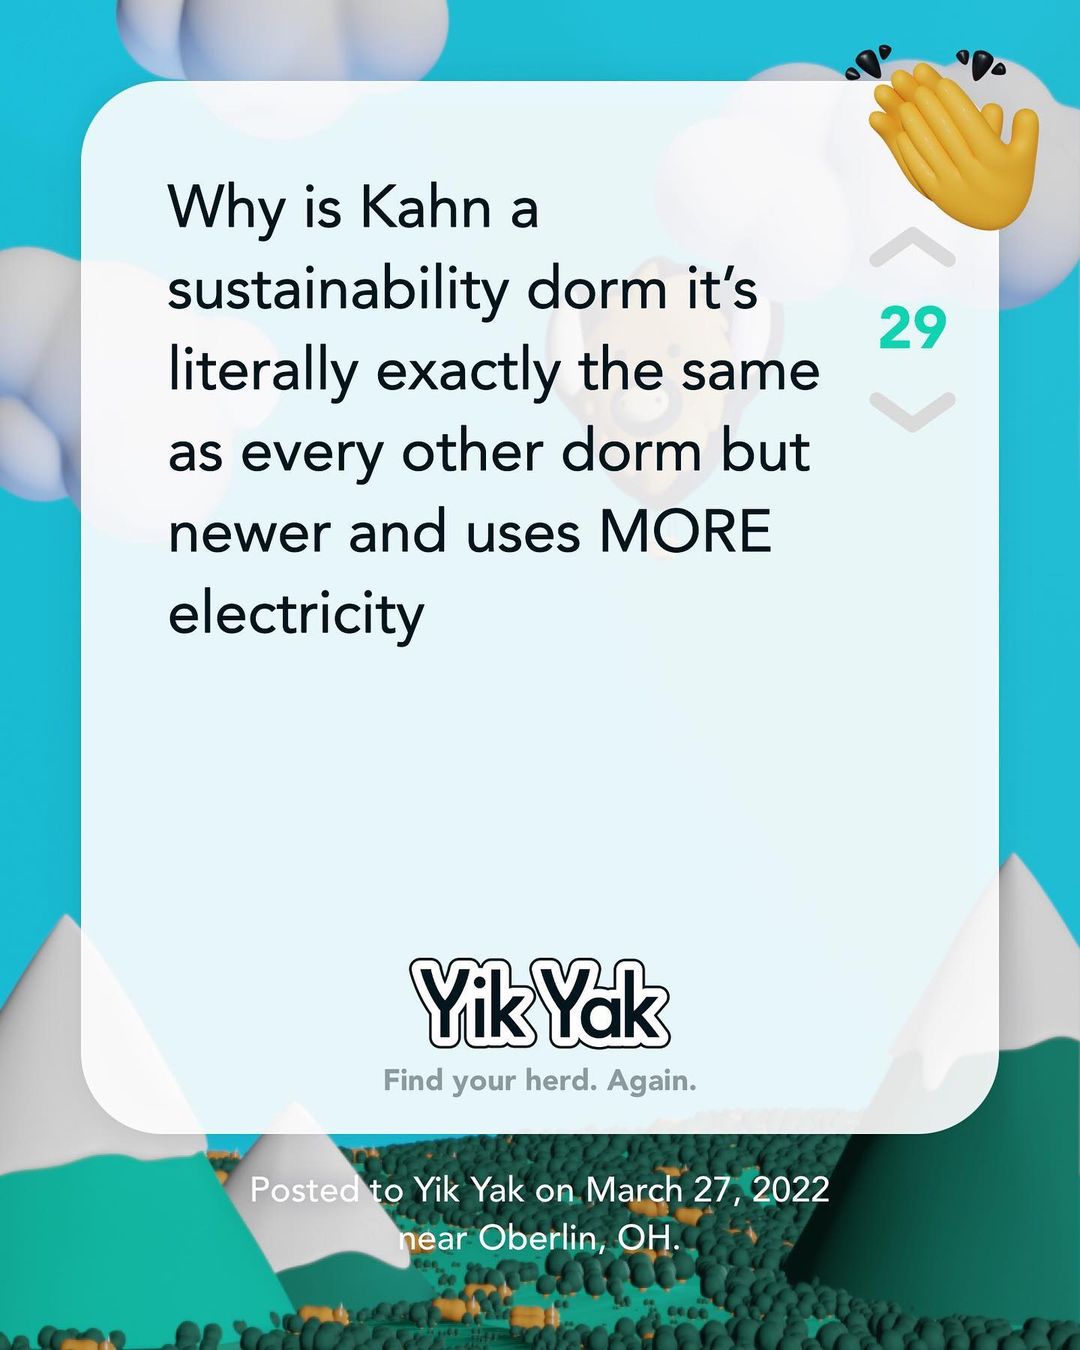 Why is Kahn a
sustainability dorm it’s
literally exactly the same
as every other dorm but
newer and uses MORE
electricity
29
Yik Yak
Find your herd. Again.
Posted to Yik Yak on March 27, 2022
near Oberlin, OH.